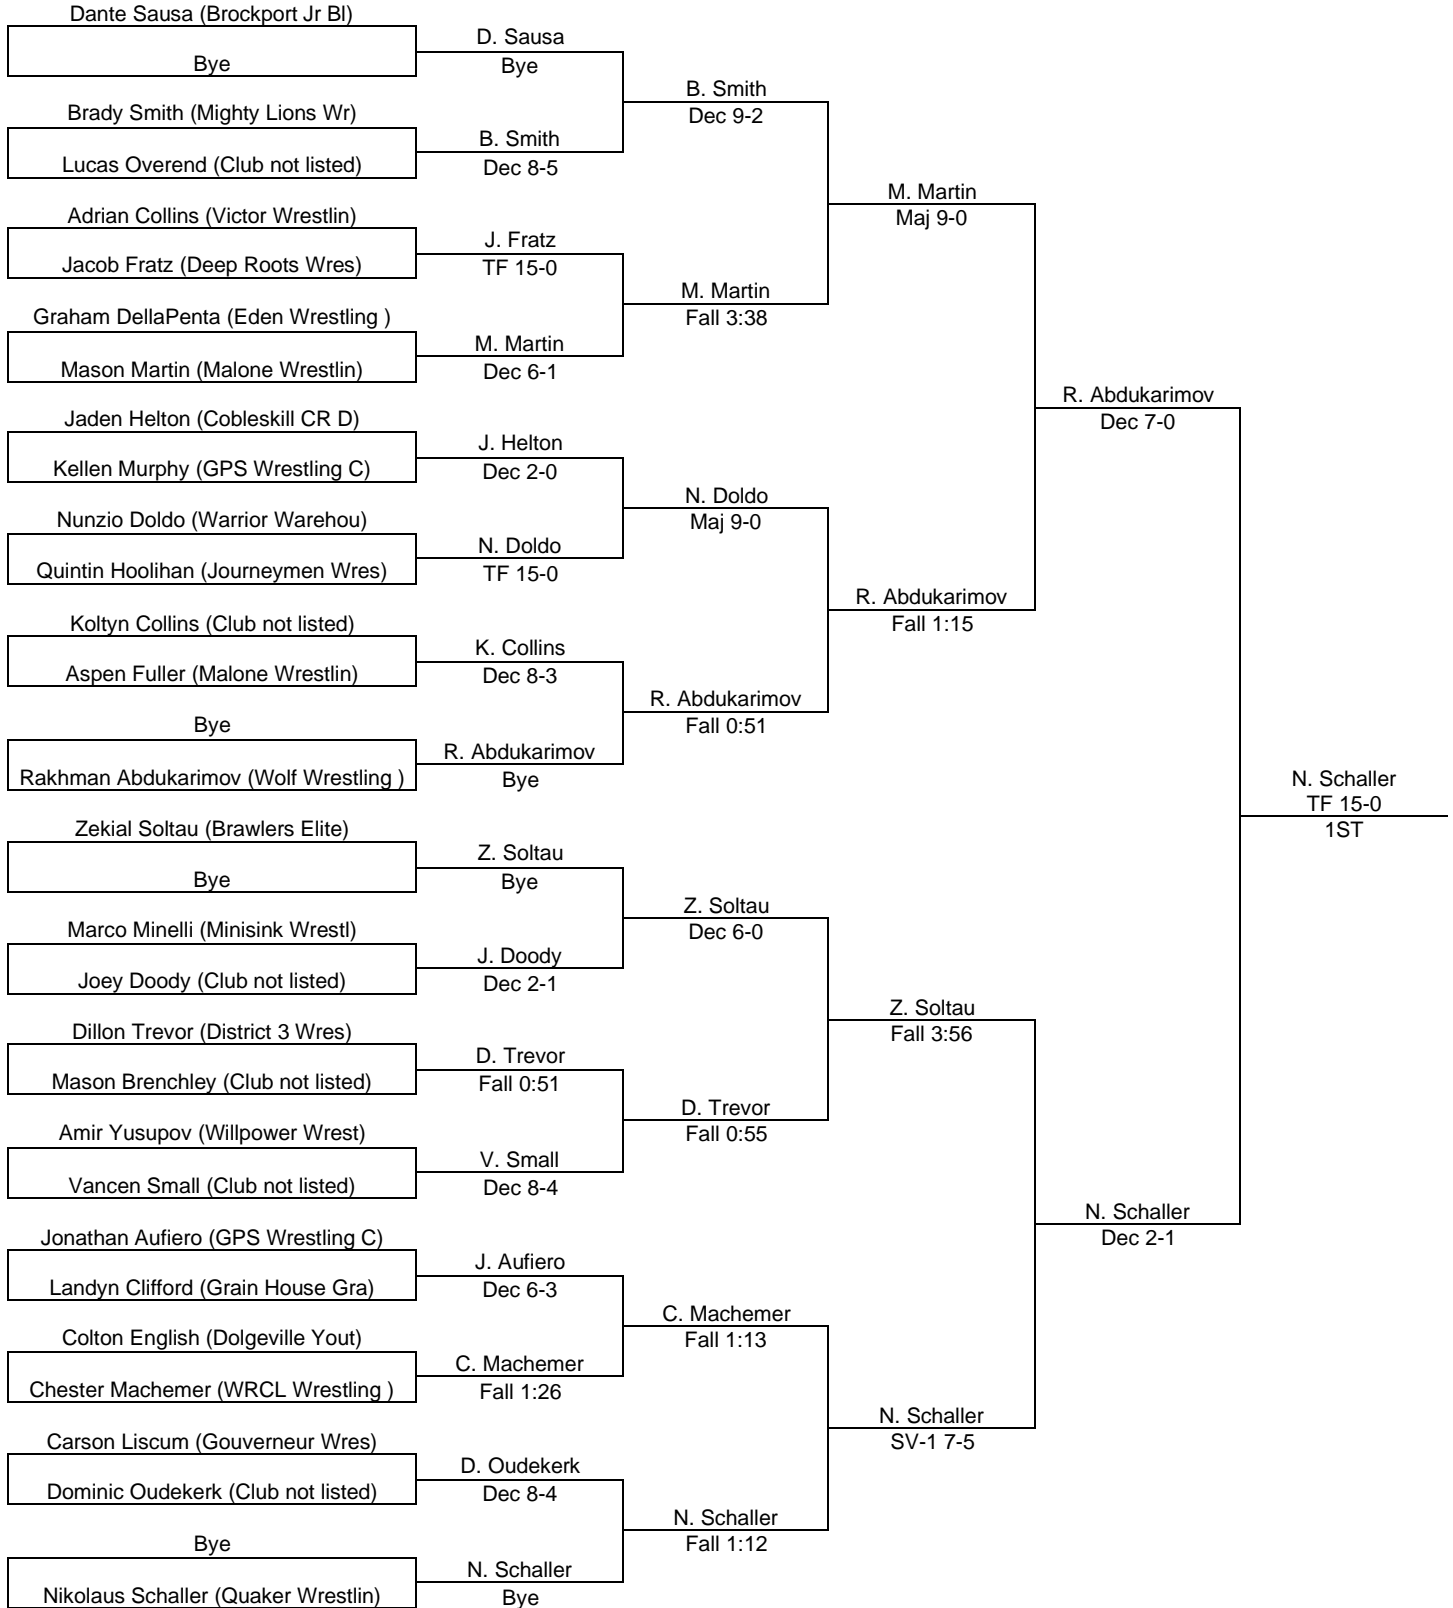 Dante Sausa (Brockport Jr Bl)
Bye
Brady Smith (Mighty Lions Wr)
Lucas Overend (Club not listed)
Adrian Collins (Victor Wrestlin)
Jacob Fratz (Deep Roots Wres)
Graham DellaPenta (Eden Wrestling )
Mason Martin (Malone Wrestlin)
Jaden Helton (Cobleskill CR D)
Kellen Murphy (GPS Wrestling C)
Nunzio Doldo (Warrior Warehou)
Quintin Hoolihan (Journeymen Wres)
Koltyn Collins (Club not listed)
Aspen Fuller (Malone Wrestlin)
Bye
Rakhman Abdukarimov (Wolf Wrestling )
Zekial Soltau (Brawlers Elite)
Bye
Marco Minelli (Minisink Wrestl)
Joey Doody (Club not listed)
Dillon Trevor (District 3 Wres)
Mason Brenchley (Club not listed)
Amir Yusupov (Willpower Wrest)
Vancen Small (Club not listed)
Jonathan Aufiero (GPS Wrestling C)
Landyn Clifford (Grain House Gra)
Colton English (Dolgeville Yout)
Chester Machemer (WRCL Wrestling )
Carson Liscum (Gouverneur Wres)
Dominic Oudekerk (Club not listed)
Bye
Nikolaus Schaller (Quaker Wrestlin)
D. Sausa
Bye
B. Smith
Dec 8-5
J. Fratz
TF 15-0
M. Martin
Dec 6-1
J. Helton
Dec 2-0
N. Doldo
TF 15-0
K. Collins
Dec 8-3
R. Abdukarimov
Bye
Z. Soltau
Bye
J. Doody
Dec 2-1
D. Trevor
Fall 0:51
V. Small
Dec 8-4
J. Aufiero
Dec 6-3
C. Machemer
Fall 1:26
D. Oudekerk
Dec 8-4
N. Schaller
Bye
B. Smith
Dec 9-2
M. Martin
Fall 3:38
N. Doldo
Maj 9-0
R. Abdukarimov
Fall 0:51
Z. Soltau
Dec 6-0
D. Trevor
Fall 0:55
C. Machemer
Fall 1:13
N. Schaller
Fall 1:12
M. Martin
Maj 9-0
R. Abdukarimov
Fall 1:15
Z. Soltau
Fall 3:56
N. Schaller
SV-1 7-5
R. Abdukarimov
Dec 7-0
N. Schaller
Dec 2-1
N. Schaller
TF 15-0
1ST